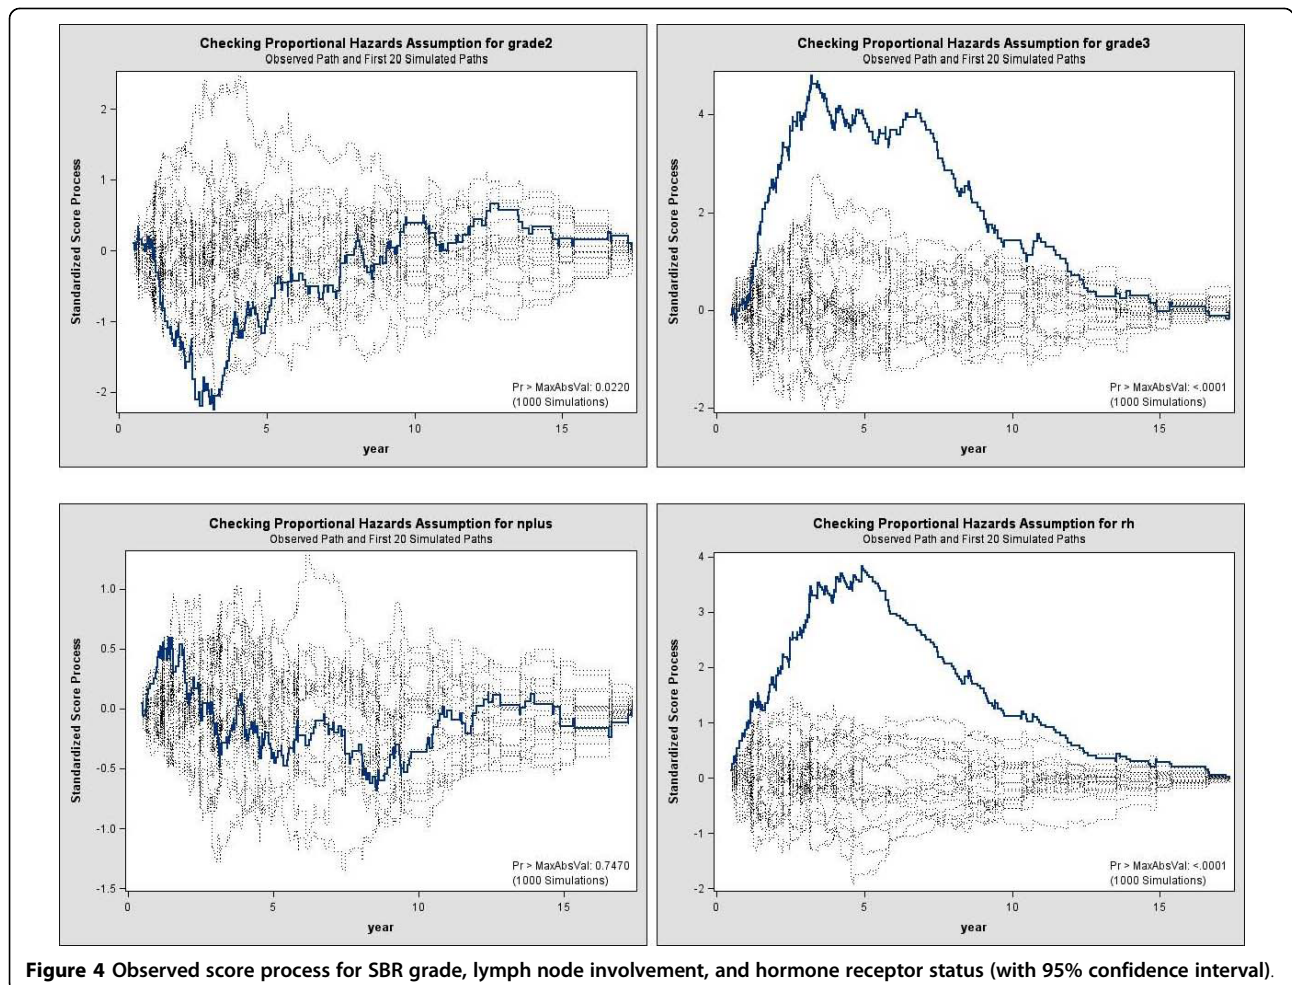 Checking Proportional Hazards Assumption for grade2
Observed Path and First 20 Simulated Paths
Standardized Score Process
2
1
0
-1
-2
Pr > MaxAbsVal: 0.0220
(1000 Simulations)
0 5 10 15
year
Checking Proportional Hazards Assumption for grade3
Observed Path and First 20 Simulated Paths
Standardized Score Process
4
2
0
-2
Pr > MaxAbsVal: <.0001
(1000 Simulations)
0 5 10 15
year
Checking Proportional Hazards Assumption for nplus
Observed Path and First 20 Simulated Paths
Standardized Score Process
1.0
0.5
0.0
-0.5
-1.0
-1.5
Pr > MaxAbsVal: 0.7470
(1000 Simulations)
0 5 10 15
year
Checking Proportional Hazards Assumption for rh
Observed Path and First 20 Simulated Paths
Standardized Score Process
4
3
2
1
0
-1
-2
Pr > MaxAbsVal: <.0001
(1000 Simulations)
0 5 10 15
year
Figure 4 Observed score process for SBR grade, lymph node involvement, and hormone receptor status (with 95% confidence interval).